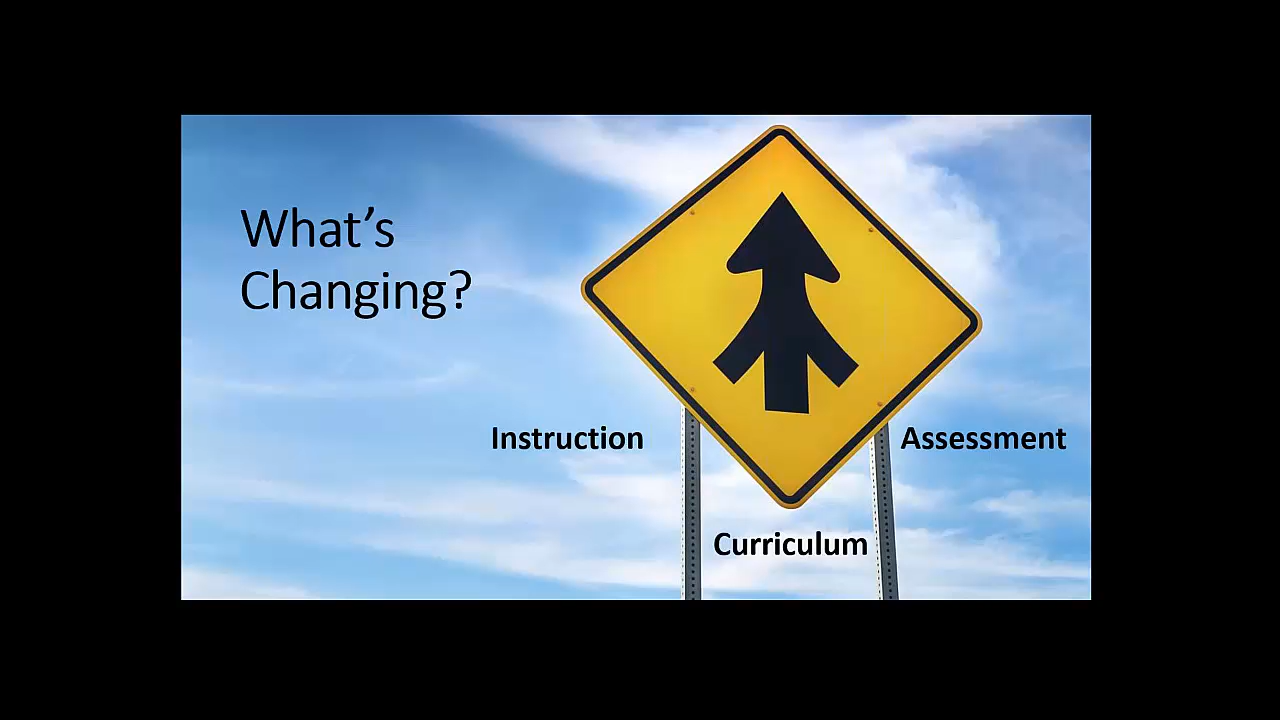 What’s
Changing?
Instruction
Assessment
Curriculum